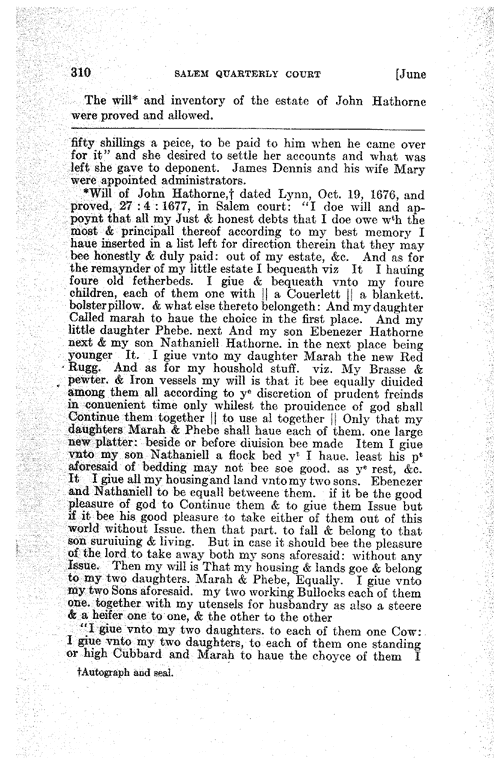 310 SALEM QUARTERLY COURT [June
The will* and inventory of the estate of John Hathorne
were proved and allowed.
fifty shillings a peice, to be paid to him when he came over
for it" and she desired to settle her accounts and what was
left she gave to deponent. James Dennis and his wife Mary
were appointed administrators.
*Will of John Hathorne,† dated Lynn, Oct. 19, 1676, and
proved, 27 : 4 : 1677, in Salem court: "I doe will and ap-
poynt that all my Just & honest debts that I doe owe wth the
most & principall thereof according to my best memory I
haue inserted in a list left for direction therein that they may
bee honestly & duly paid: out of my estate, &c. And as for
the remaynder of my little estate I bequeath viz It I hauing
foure old fetherbeds. I giue & bequeath vnto my foure
children, each of them one with || a Couerlett || a blankett.
bolster pillow. & what else thereto belongeth: And my daughter
Called marah to haue the choice in the first place. And my
little daughter Phebe. next And my son Ebenezer Hathorne
next & my son Nathaniell Hathorne. in the next place being
younger It. I giue vnto my daughter Marah the new Red
Rugg. And as for my houshold stuff. viz. My Brasse &
pewter. & Iron vessels my will is that it bee equally diuided
among them all according to ye discretion of prudent freinds
in conuenient time only whilest the prouidence of god shall
Continue them together || to use al together || Only that my
daughters Marah & Phebe shall haue each of them. one large
new platter: beside or before diuision bee made Item I giue
vnto my son Nathaniell a flock bed yt I haue. least his pt
aforesaid of bedding may not bee soe good. as ye rest, &c.
It I giue all my housing and land vnto my two sons. Ebenezer
and Nathaniell to be equall betweene them. if it be the good
pleasure of god to Continue them & to giue them Issue but
if it bee his good pleasure to take either of them out of this
world without Issue. then that part. to fall & belong to that
son suruiuing & living. But in case it should bee the pleasure
of the lord to take away both my sons aforesaid: without any
Issue. Then my will is That my housing & lands goe & belong
to my two daughters. Marah & Phebe, Equally. I giue vnto
my two Sons aforesaid. my two working Bullocks each of them
one. together with my utensels for husbandry as also a steere
& a heifer one to one, & the other to the other
"I giue vnto my two daughters. to each of them one Cow:
I giue vnto my two daughters, to each of them one standing
or high Cubbard and Marah to haue the choyce of them I
†Autograph and seal.